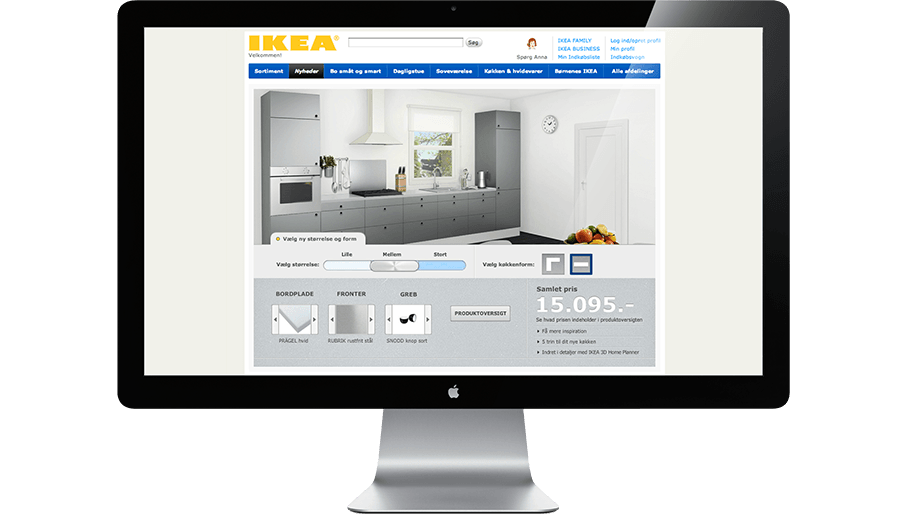 IKEA®
Velkommen!
Søg
Spørg Anna
IKEA FAMILY
IKEA BUSINESS
Min Indkøbsliste
Log ind/opret profil
Min profil
Indkøbsvogn
Sortiment Nyheder Bo småt og smart Dagligstue Soveværelse Køkken & hvidevarer Børnenes IKEA Alle afdelinger
Vælg ny størrelse og form
Vælg størrelse:
Lille Mellem Stort
Vælg køkkenform:
BORDPLADE FRONTER GREB
PRÄGEL hvid RUBRIK rustfrit stål SNODD knop sort
PRODUKTOVERSIGT
Samlet pris
15.095.-
Se hvad prisen indeholder i produktoversigten
Få mere inspiration
5 trin til dit nye køkken
Indret i detaljer med IKEA 3D Home Planner